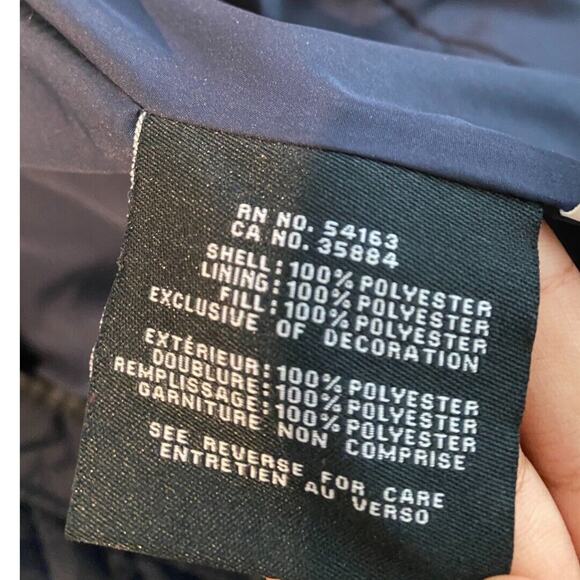 RN NO. 54163
CA NO. 35884
SHELL: 100% POLYESTER
LINING: 100% POLYESTER
FILL: 100% POLYESTER
EXCLUSIVE OF DECORATION
EXTÉRIEUR: 100% POLYESTER
DOUBLURE: 100% POLYESTER
REMPLISSAGE: 100% POLYESTER
GARNITURE NON COMPRISE
SEE REVERSE FOR CARE
ENTRETIEN AU VERSO